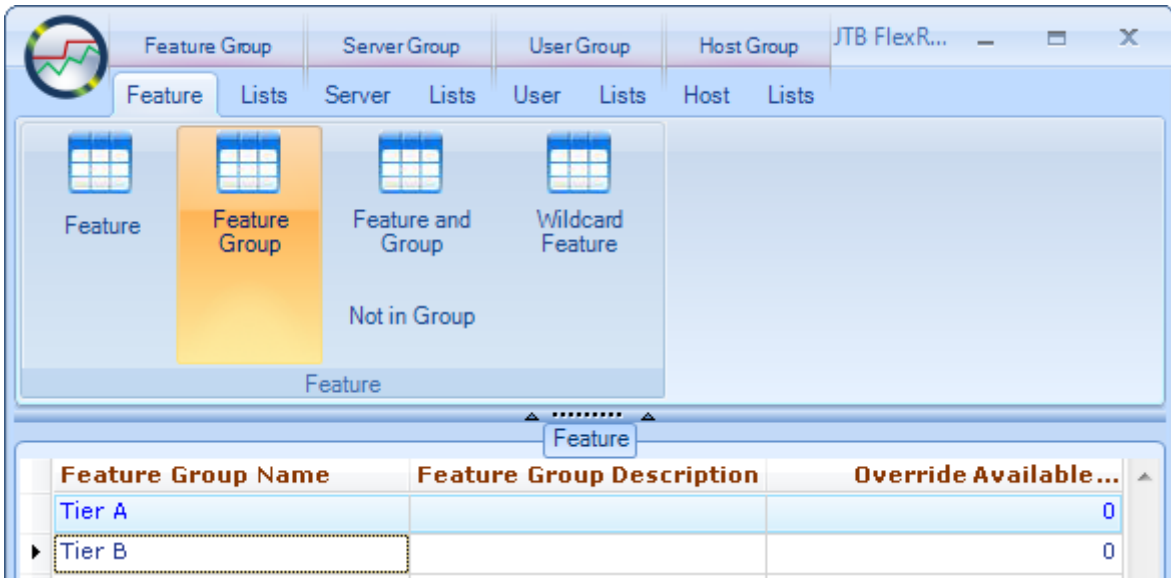 Feature Group Server Group User Group Host Group JTB FlexR...
Feature Lists Server Lists User Lists Host Lists
Feature
Feature
Group
Feature and
Group
Wildcard
Feature
Not in Group
Feature
Feature
Feature Group Name Feature Group Description Override Available...
Tier A 0
Tier B 0